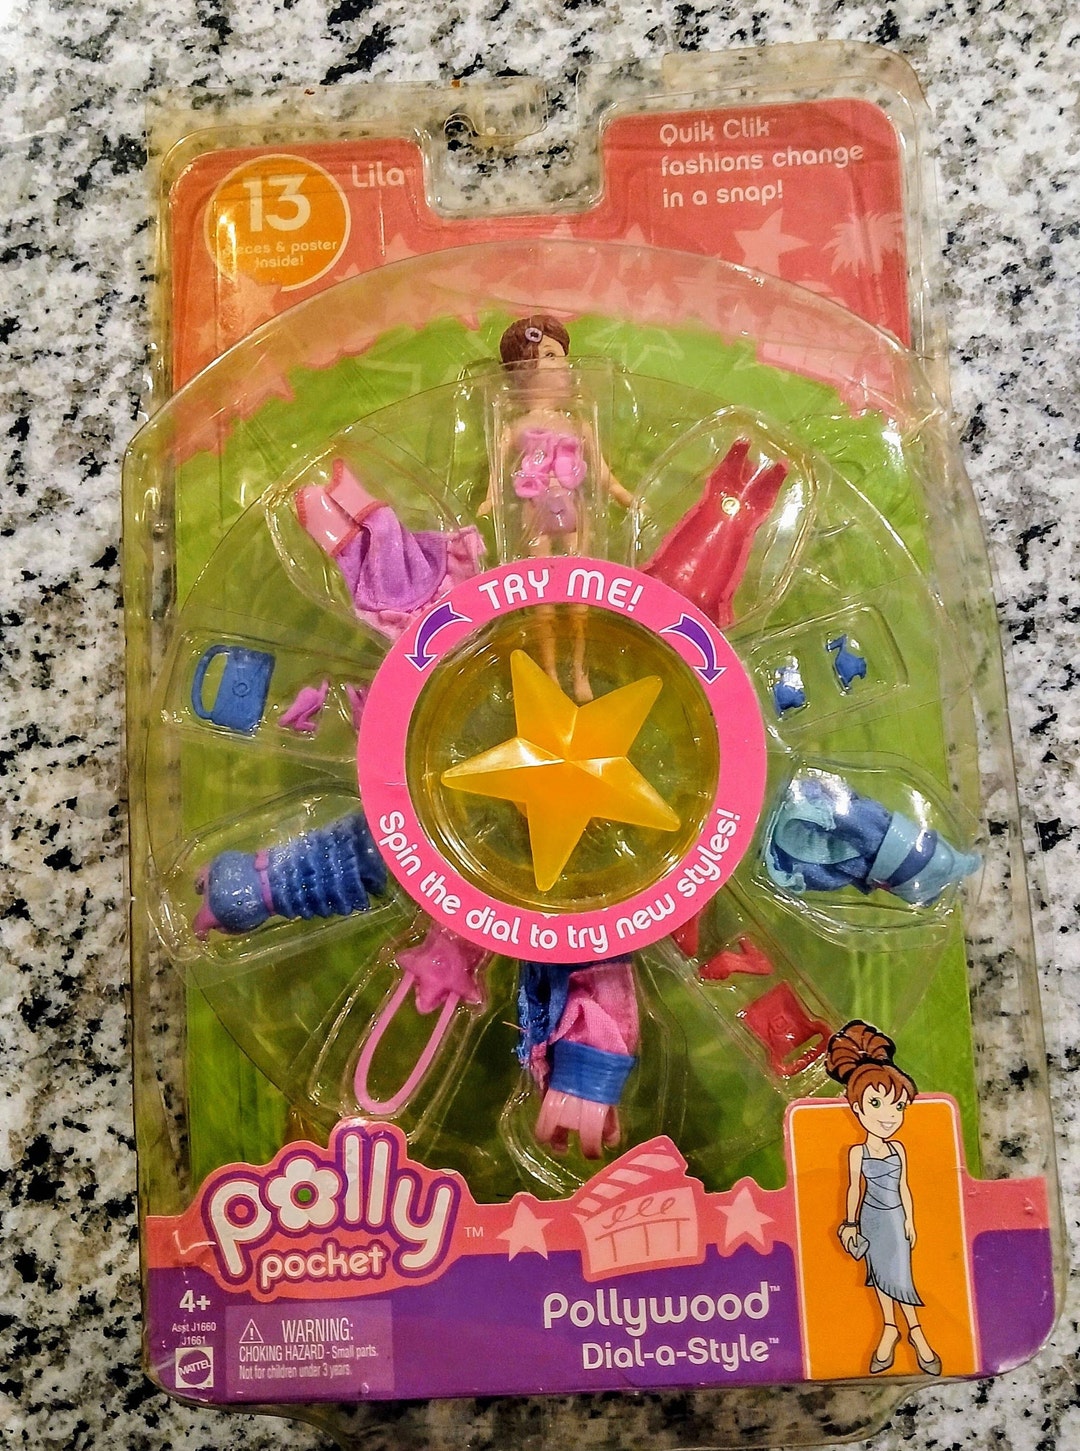 13
pieces & poster
inside!
Lila
Quik Clik™
fashions change
in a snap!
TRY ME!
Spin the dial to try new styles!
polly
pocket ™
4+
Asst J1660
J1661
MATTEL
WARNING:
CHOKING HAZARD - Small parts.
Not for children under 3 years.
Pollywood™
Dial-a-Style™